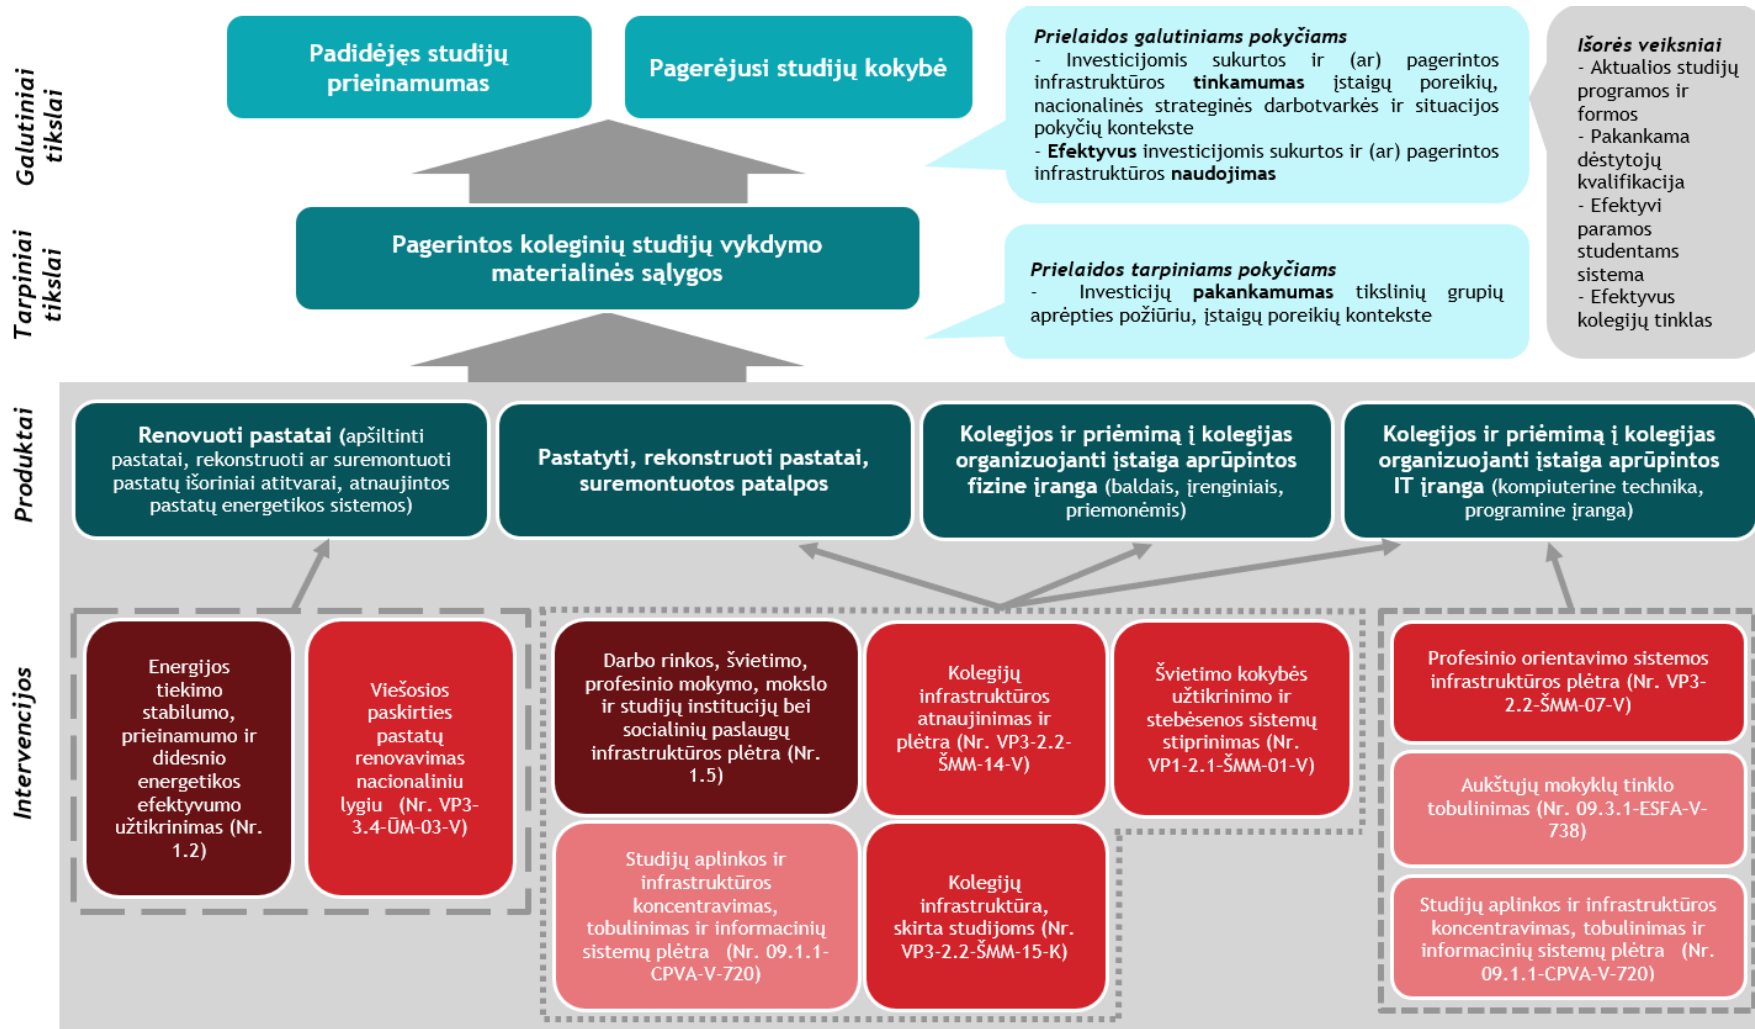 Galutiniai
tikslai
Padidėjęs studijų
prieinamumas
Pagerėjusi studijų kokybė
Prielaidos galutiniams pokyčiams
- Investicijomis sukurtos ir (ar) pagerintos
infrastruktūros tinkamumas įstaigų poreikių,
nacionalinės strateginės darbotvarkės ir situacijos
pokyčių kontekste
- Efektyvus investicijomis sukurtos ir (ar) pagerintos
infrastruktūros naudojimas
Išorės veiksniai
- Aktualios studijų
programos ir
formos
- Pakankama
dėstytojų
kvalifikacija
- Efektyvi
paramos
studentams
sistema
- Efektyvus
kolegijų tinklas
Tarpiniai
tikslai
Pagerintos koleginių studijų vykdymo
materialinės sąlygos
Prielaidos tarpiniams pokyčiams
- Investicijų pakankamumas tikslinių grupių
aprėpties požiūriu, įstaigų poreikių kontekste
Produktai
Renovuoti pastatai (apšiltinti
pastatai, rekonstruoti ar suremontuoti
pastatų išoriniai atitvarai, atnaujintos
pastatų energetikos sistemos)
Pastatyti, rekonstruoti pastatai,
suremontuotos patalpos
Kolegijos ir priėmimą į kolegijas
organizuojanti įstaiga aprūpintos
fizine įranga (baldais, įrenginiais,
priemonėmis)
Kolegijos ir priėmimą į kolegijas
organizuojanti įstaiga aprūpintos
IT įranga (kompiuterine technika,
programine įranga)
Intervencijos
Energijos
tiekimo
stabilumo,
prieinamumo ir
didesnio
energetikos
efektyvumo
užtikrinimas (Nr.
1.2)
Viešosios
paskirties
pastatų
renovavimas
nacionaliniu
lygiu (Nr. VP3-
3.4-ŪM-03-V)
Darbo rinkos, švietimo,
profesinio mokymo, mokslo
ir studijų institucijų bei
socialinių paslaugų
infrastruktūros plėtra (Nr.
1.5)
Kolegijų
infrastruktūros
atnaujinimas ir
plėtra (Nr. VP3-2.2-
ŠMM-14-V)
Švietimo kokybės
užtikrinimo ir
stebėsenos sistemų
stiprinimas (Nr.
VP1-2.1-ŠMM-01-V)
Studijų aplinkos ir
infrastruktūros
koncentravimas,
tobulinimas ir informacinių
sistemų plėtra (Nr. 09.1.1-
CPVA-V-720)
Kolegijų
infrastruktūra,
skirta studijoms (Nr.
VP3-2.2-ŠMM-15-K)
Profesinio orientavimo sistemos
infrastruktūros plėtra (Nr. VP3-
2.2-ŠMM-07-V)
Aukštųjų mokyklų tinklo
tobulinimas (Nr. 09.3.1-ESFA-V-
738)
Studijų aplinkos ir infrastruktūros
koncentravimas, tobulinimas ir
informacinių sistemų plėtra (Nr.
09.1.1-CPVA-V-720)